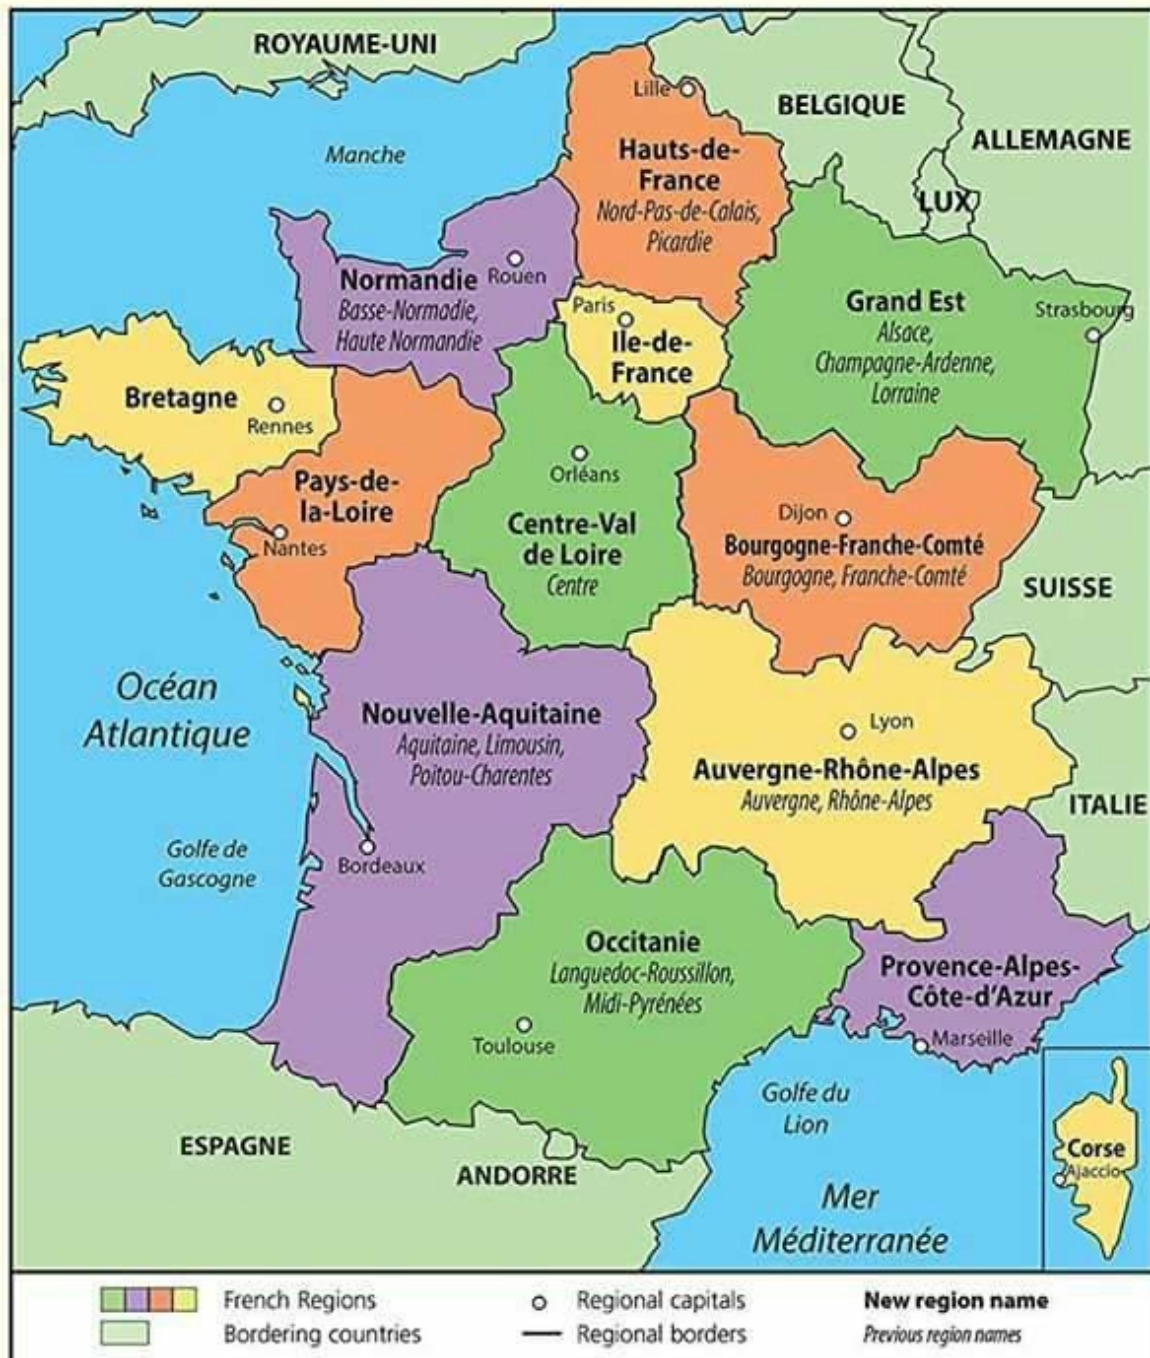 ROYAUME-UNI
Manche
Lille
BELGIQUE
ALLEMAGNE
LUX
Hauts-de-
France
Nord-Pas-de-Calais,
Picardie
Normandie
Basse-Normadie,
Haute Normandie
Rouen
Paris
Ile-de-
France
Grand Est
Alsace,
Champagne-Ardenne,
Lorraine
Strasbourg
Bretagne
Rennes
Pays-de-
la-Loire
Nantes
Orléans
Centre-Val
de Loire
Centre
Dijon
Bourgogne-Franche-Comté
Bourgogne, Franche-Comté
SUISSE
Océan
Atlantique
Nouvelle-Aquitaine
Aquitaine, Limousin,
Poitou-Charentes
Lyon
Auvergne-Rhône-Alpes
Auvergne, Rhône-Alpes
ITALIE
Golfe de
Gascogne
Bordeaux
Occitanie
Languedoc-Roussillon,
Midi-Pyrénées
Toulouse
Provence-Alpes-
Côte-d'Azur
Marseille
Golfe du
Lion
ESPAGNE
ANDORRE
Corse
Ajaccio
Mer
Méditerranée
French Regions
Regional capitals
New region name
Bordering countries
Regional borders
Previous region names